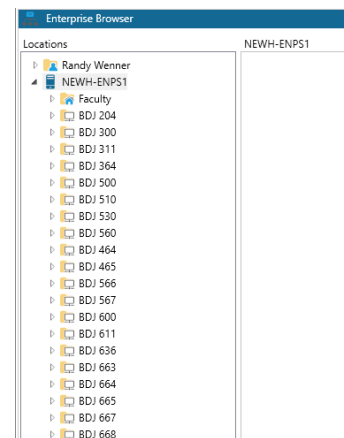 Enterprise Browser
Locations
NEWH-ENPS1
Randy Wenner
NEWH-ENPS1
Faculty
BDJ 204
BDJ 300
BDJ 311
BDJ 364
BDJ 500
BDJ 510
BDJ 530
BDJ 560
BDJ 464
BDJ 465
BDJ 566
BDJ 567
BDJ 600
BDJ 611
BDJ 636
BDJ 663
BDJ 664
BDJ 665
BDJ 667
BDJ 668